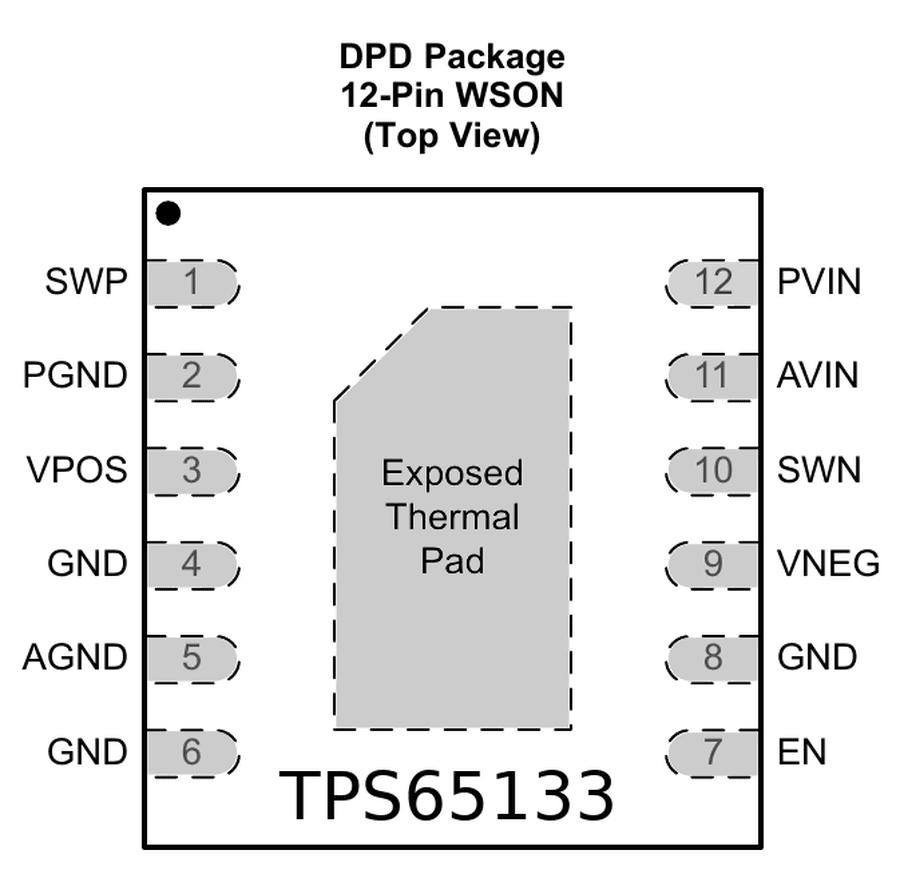 DPD Package
12-Pin WSON
(Top View)
SWP 1 12 PVIN
PGND 2 11 AVIN
VPOS 3 10 SWN
Exposed
Thermal
Pad
GND 4 9 VNEG
AGND 5 8 GND
GND 6 7 EN
TPS65133